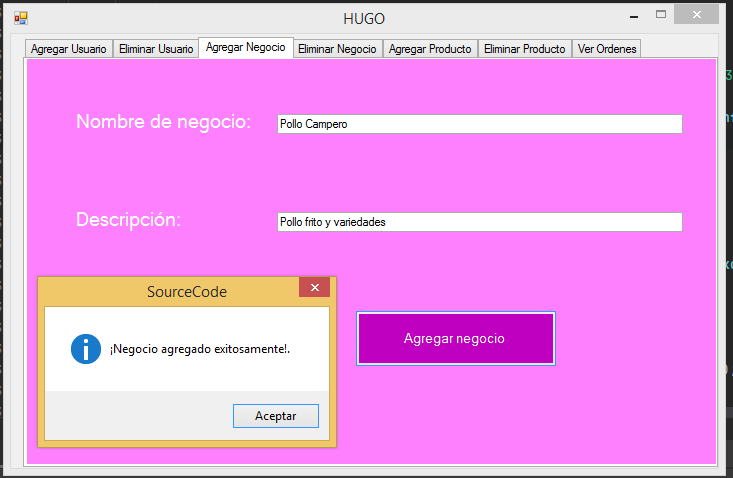 HUGO
Agregar Usuario Eliminar Usuario Agregar Negocio Eliminar Negocio Agregar Producto Eliminar Producto Ver Ordenes
Nombre de negocio: Pollo Campero
Descripción: Pollo frito y variedades
SourceCode
¡Negocio agregado exitosamente!.
Aceptar
Agregar negocio